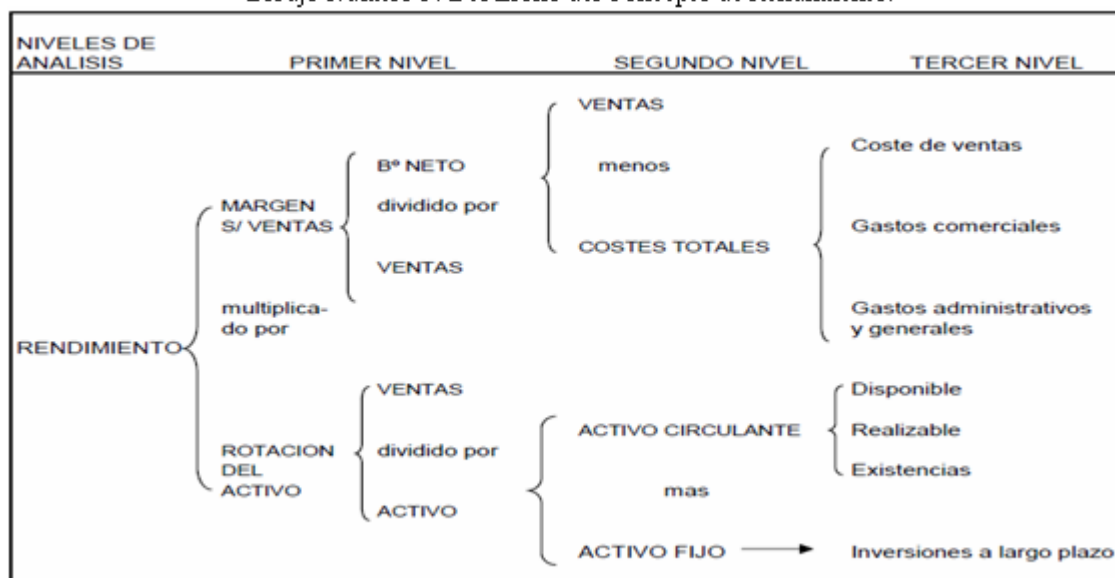 NIVELES DE
ANALISIS PRIMER NIVEL SEGUNDO NIVEL TERCER NIVEL
VENTAS
Bº NETO menos Coste de ventas
MARGEN dividido por
S/ VENTAS Gastos comerciales
COSTES TOTALES
VENTAS
multiplica-
do por Gastos administrativos
y generales
RENDIMIENTO
VENTAS Disponible
ACTIVO CIRCULANTE Realizable
ROTACION dividido por
DEL Existencias
ACTIVO mas
ACTIVO
ACTIVO FIJO Inversiones a largo plazo